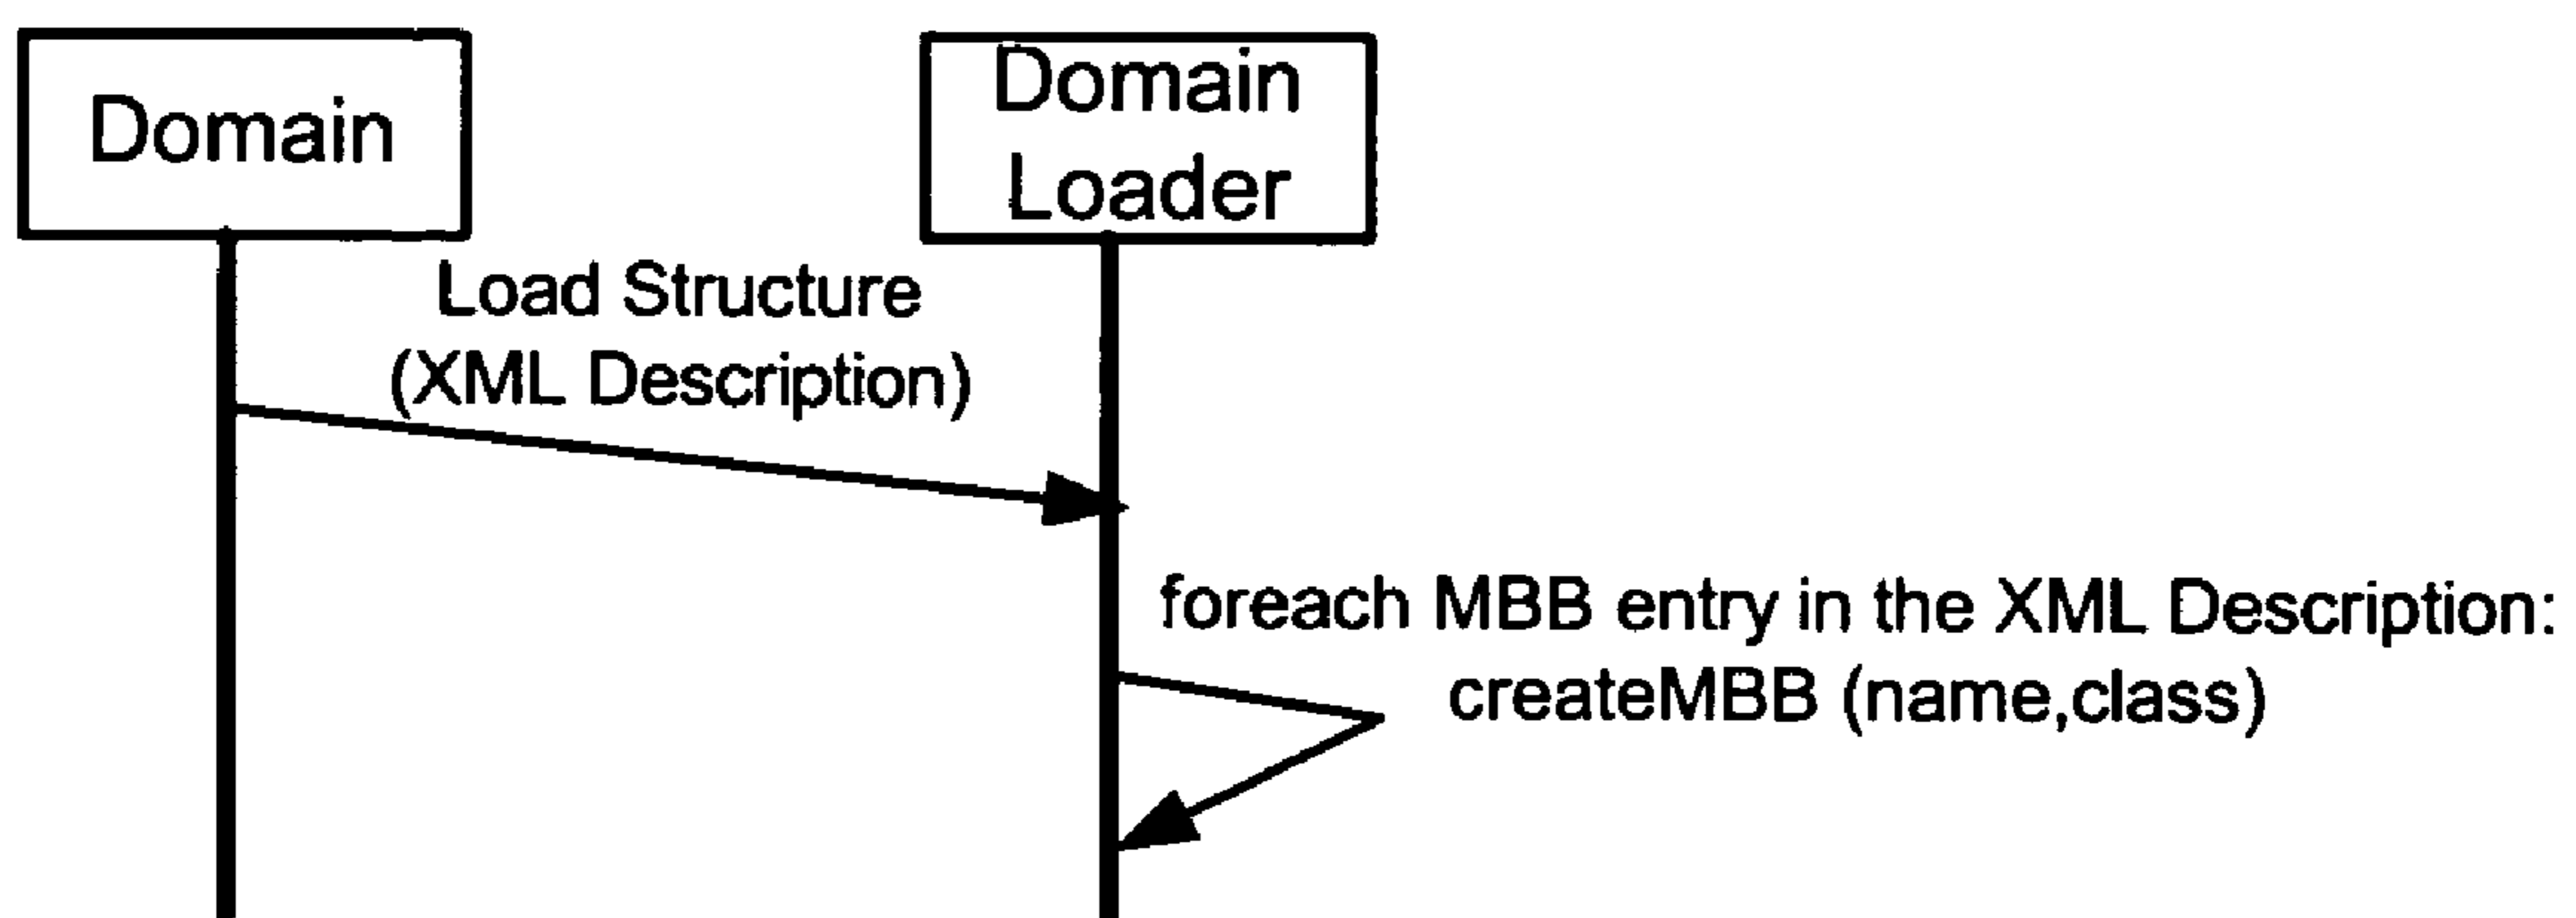 Domain
Domain
Loader
Load Structure
(XML Description)
foreach MBB entry in the XML Description:
createMBB (name,class)